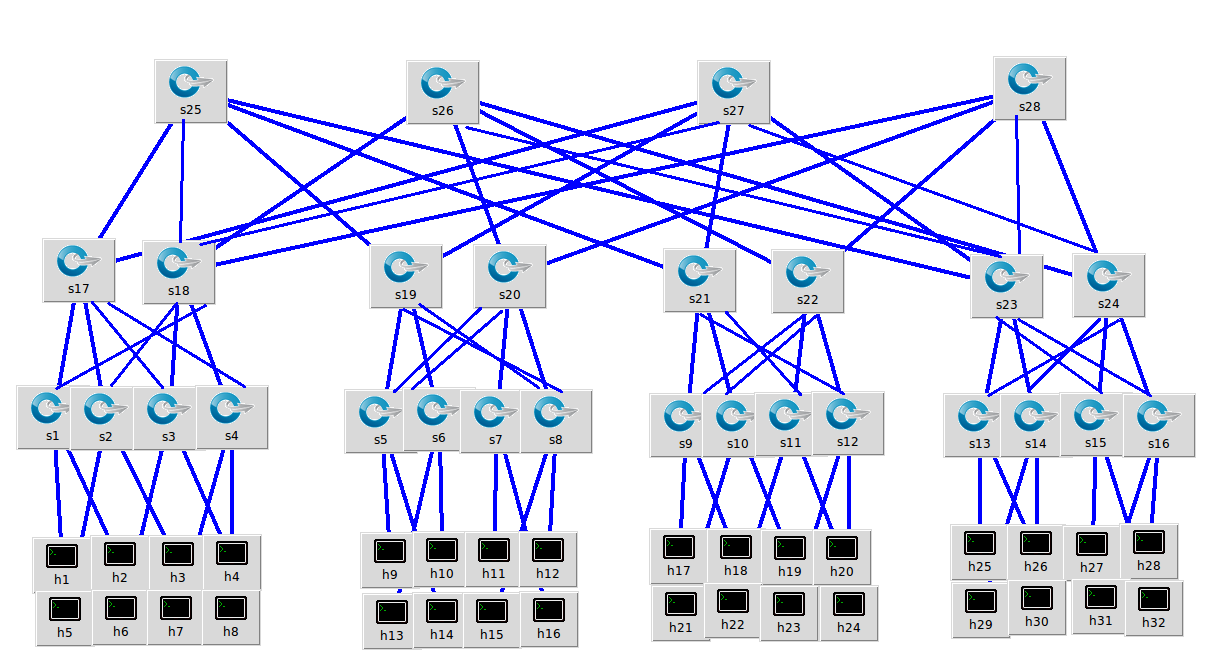 s25 s26 s27 s28
s17 s18 s19 s20 s21 s22 s23 s24
s1 s2 s3 s4 s5 s6 s7 s8 s9 s10 s11 s12 s13 s14 s15 s16
h1 h2 h3 h4 h9 h10 h11 h12 h17 h18 h19 h20 h25 h26 h27 h28
h5 h6 h7 h8 h13 h14 h15 h16 h21 h22 h23 h24 h29 h30 h31 h32